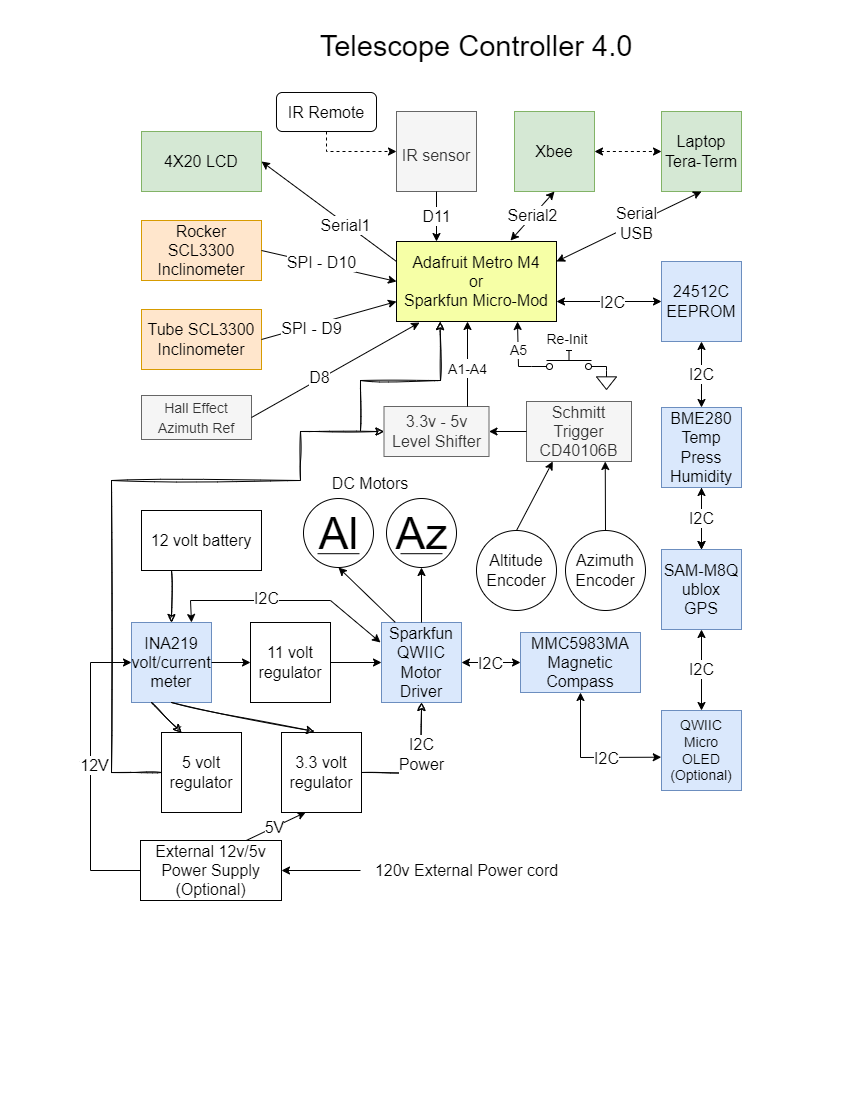 Telescope Controller 4.0
IR Remote
4X20 LCD
IR sensor
Xbee
Laptop
Tera-Term
Serial1
D11
Serial2
Serial
USB
Rocker
SCL3300
Inclinometer
SPI - D10
Adafruit Metro M4
or
Sparkfun Micro-Mod
I2C
24512C
EEPROM
Tube SCL3300
Inclinometer
SPI - D9
D8
A1-A4
A5
Re-Init
I2C
Hall Effect
Azimuth Ref
3.3v - 5v
Level Shifter
Schmitt
Trigger
CD40106B
BME280
Temp
Press
Humidity
DC Motors
Al
Az
I2C
12 volt battery
Altitude
Encoder
Azimuth
Encoder
SAM-M8Q
ublox
GPS
I2C
INA219
volt/current
meter
11 volt
regulator
Sparkfun
QWIIC
Motor
Driver
I2C
MMC5983MA
Magnetic
Compass
I2C
12V
5 volt
regulator
3.3 volt
regulator
I2C
Power
I2C
QWIIC
Micro
OLED
(Optional)
5V
External 12v/5v
Power Supply
(Optional)
120v External Power cord